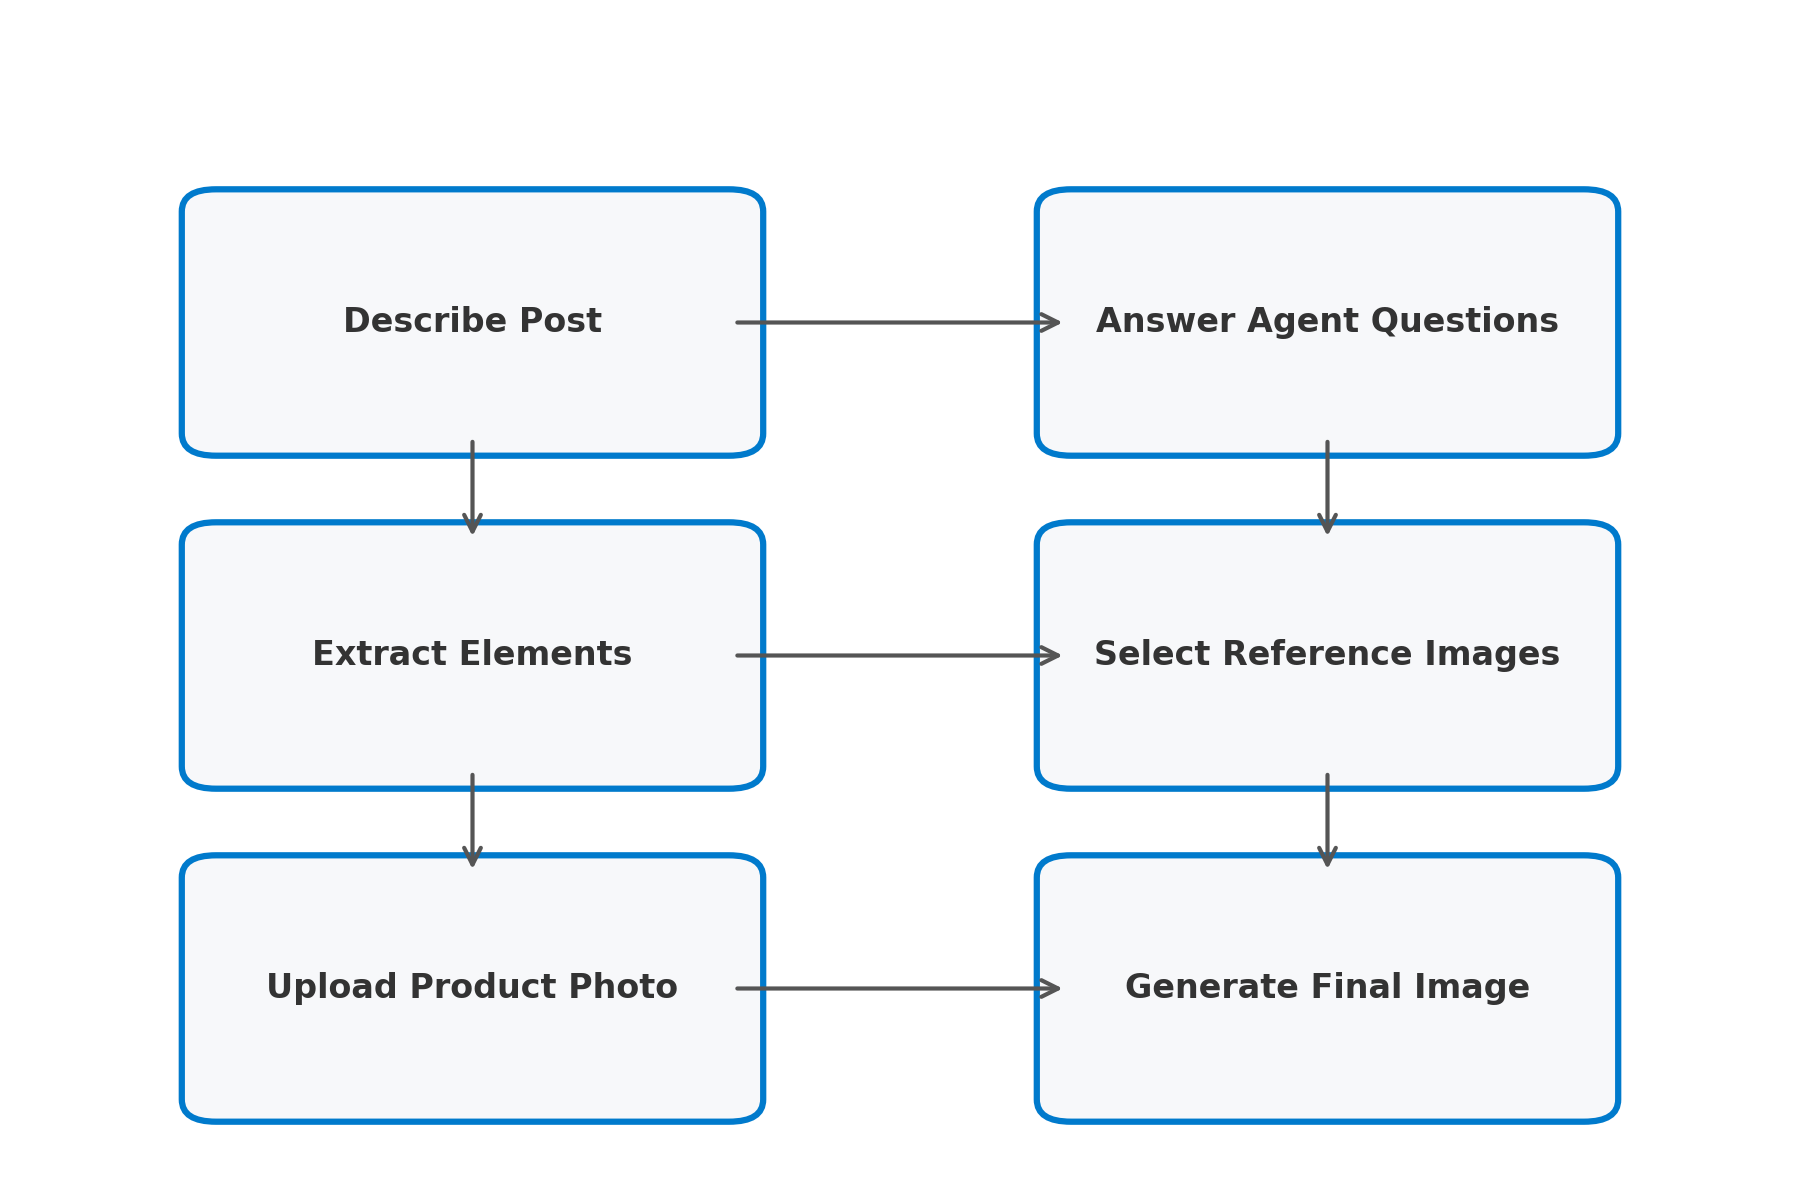 Describe Post
Answer Agent Questions
Extract Elements
Select Reference Images
Upload Product Photo
Generate Final Image